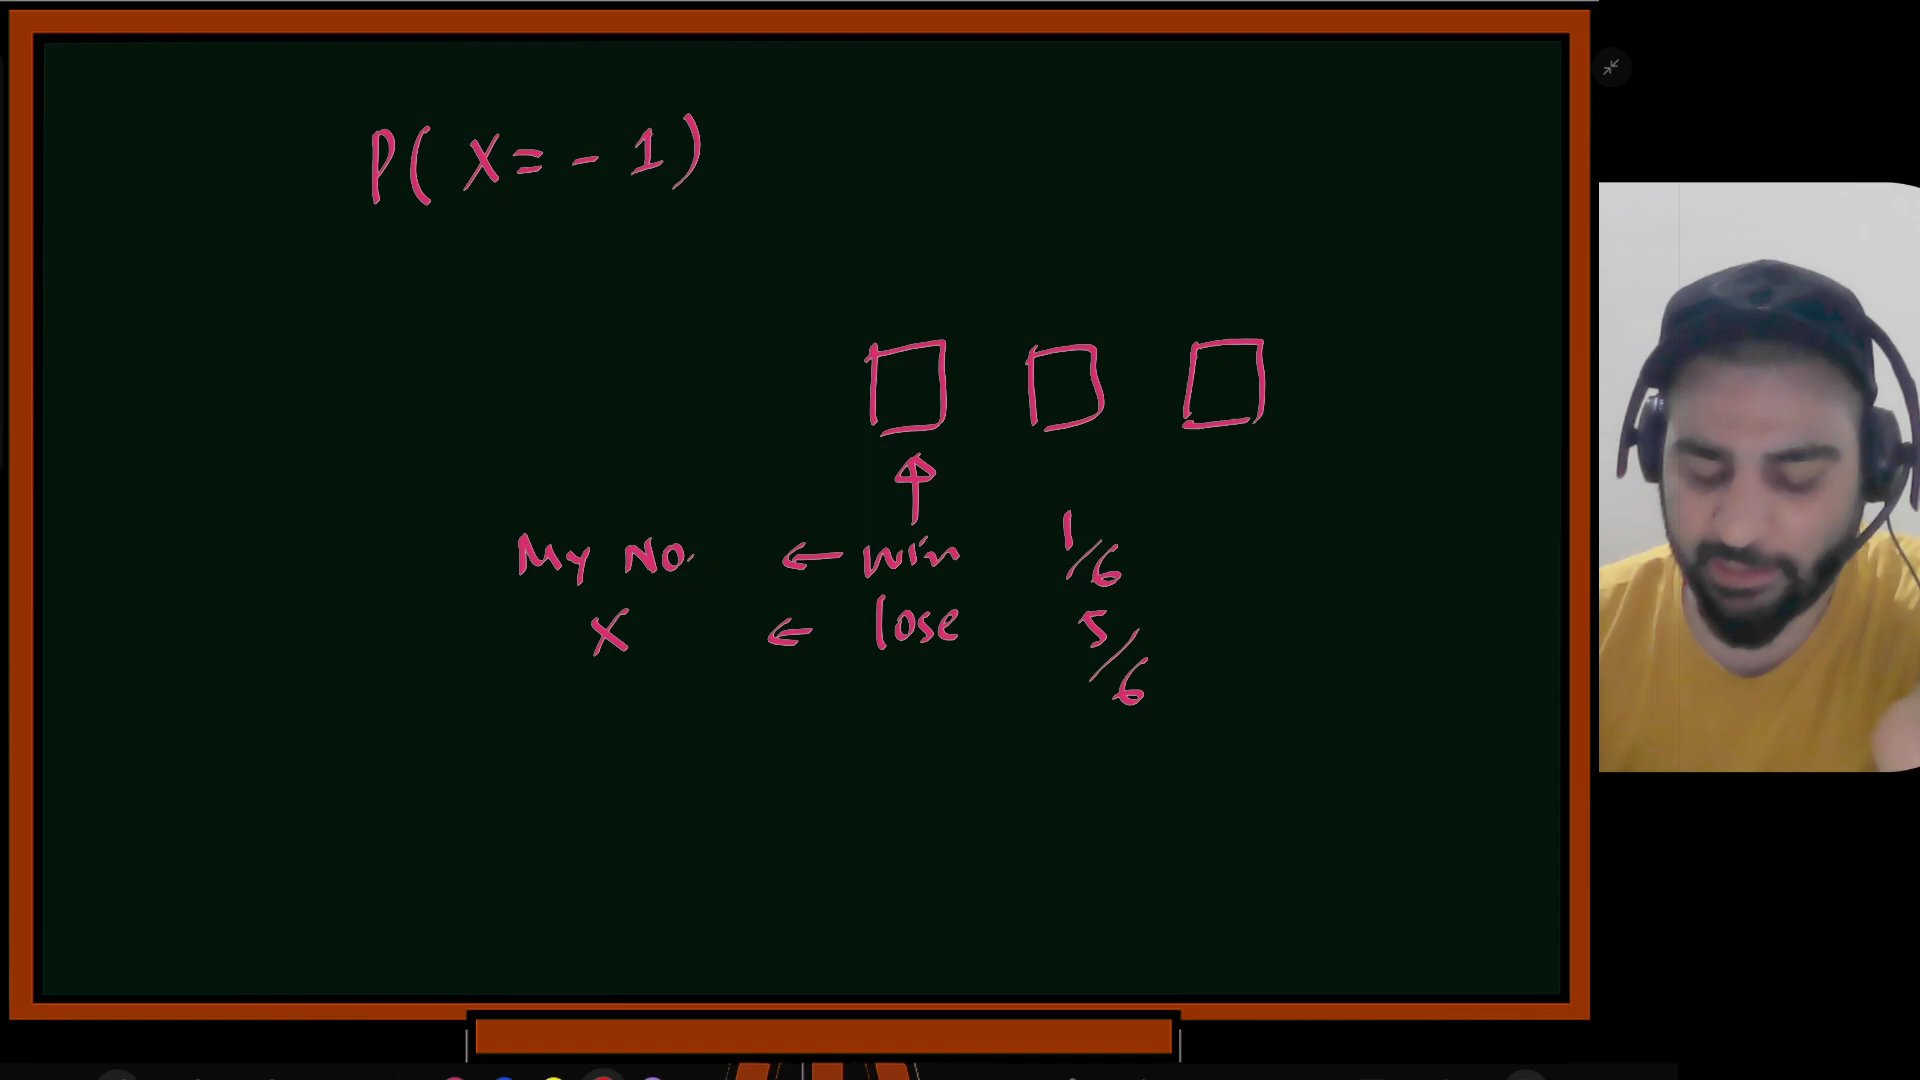 P( X = - 1 )
My No. ← win 1/6
X ← lose 5/6